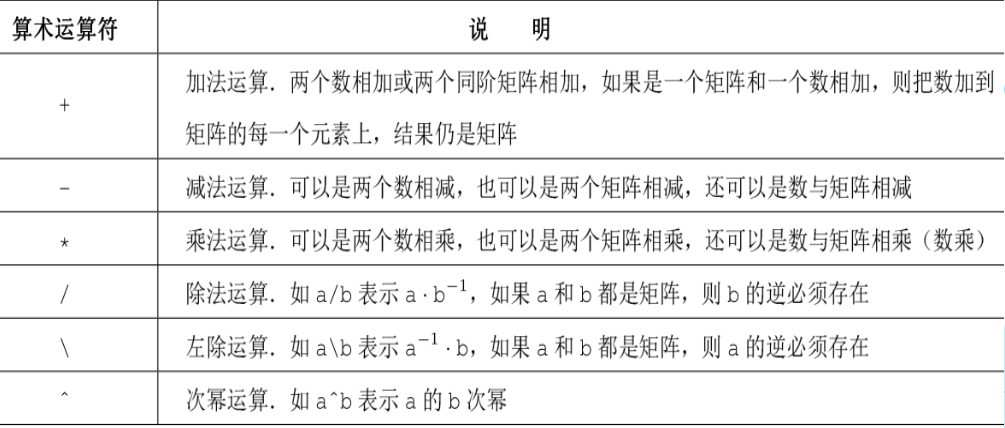 算术运算符 说 明
+ 加法运算．两个数相加或两个同阶矩阵相加，如果是一个矩阵和一个数相加，则把数加到
矩阵的每一个元素上，结果仍是矩阵
- 减法运算．可以是两个数相减，也可以是两个矩阵相减，还可以是数与矩阵相减
* 乘法运算．可以是两个数相乘，也可以是两个矩阵相乘，还可以是数与矩阵相乘（数乘）
/ 除法运算．如 a/b 表示 a·b⁻¹，如果 a 和 b 都是矩阵，则 b 的逆必须存在
\ 左除运算．如 a\b 表示 a⁻¹·b，如果 a 和 b 都是矩阵，则 a 的逆必须存在
^ 次幂运算．如 a^b 表示 a 的 b 次幂